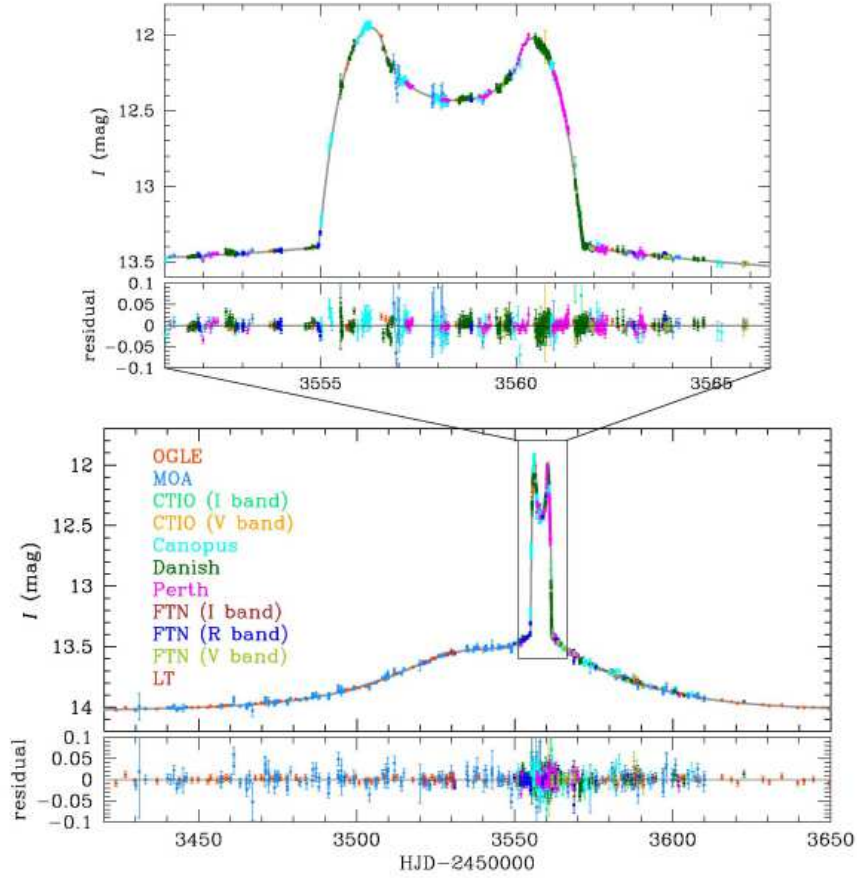 12
12.5
13
13.5
I (mag)
0.1
0.05
0
-0.05
-0.1
residual
3555
3560
3565
12
12.5
13
13.5
14
I (mag)
OGLE
MOA
CTIO (I band)
CTIO (V band)
Canopus
Danish
Perth
FTN (I band)
FTN (R band)
FTN (V band)
LT
0.1
0.05
0
-0.05
-0.1
residual
3450
3500
3550
3600
3650
HJD-2450000